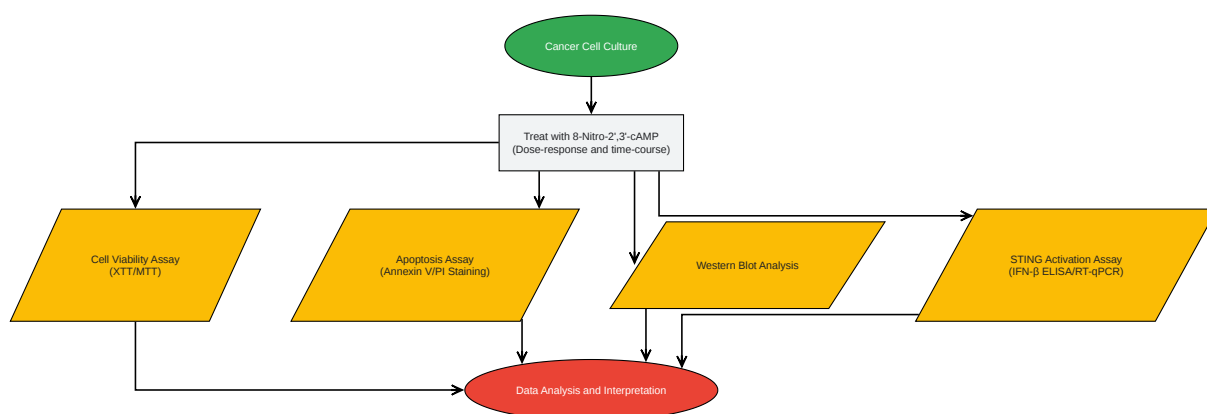 Cancer Cell Culture
Treat with 8-Nitro-2',3'-cAMP
(Dose-response and time-course)
Cell Viability Assay
(XTT/MTT)
Apoptosis Assay
(Annexin V/PI Staining)
Western Blot Analysis
STING Activation Assay
(IFN-β ELISA/RT-qPCR)
Data Analysis and Interpretation